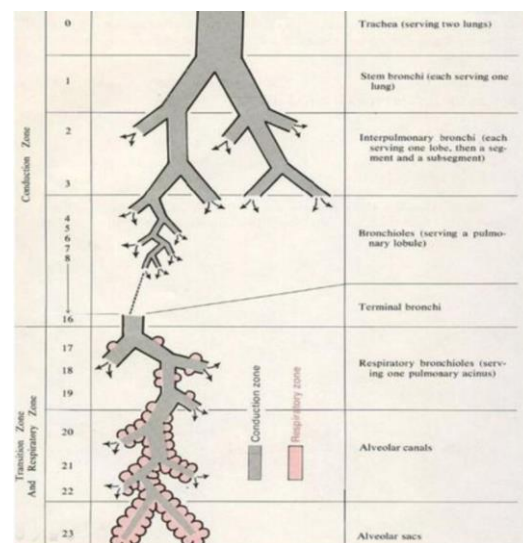 0
Trachea (serving two lungs)
1
Stem bronchi (each serving one
lung)
2
Interpulmonary bronchi (each
serving one lobe, then a seg-
ment and a subsegment)
3
Conduction Zone
4
5
6
7
8
Bronchioles (serving a pulmo-
nary lobule)
Terminal bronchi
16
17
Respiratory bronchioles (serv-
ing one pulmonary acinus)
18
19
Conduction zone
Respiratory zone
Transition Zone
And Respiratory Zone
20
Alveolar canals
21
22
23
Alveolar sacs